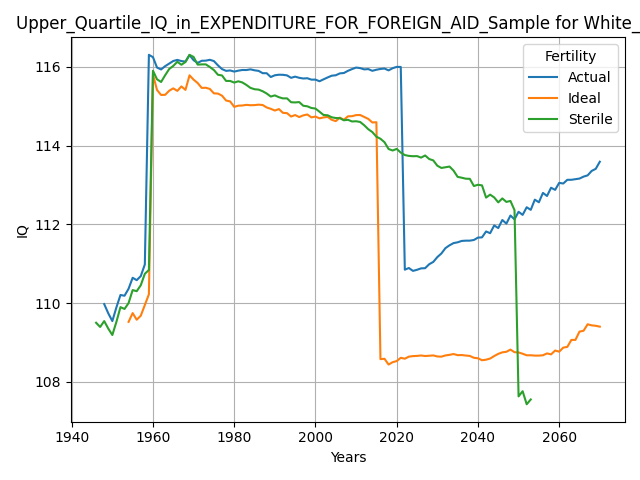 Upper_Quartile_IQ_in_EXPENDITURE_FOR_FOREIGN_AID_Sample for White_
Fertility
Actual
Ideal
Sterile
116
114
112
110
108
IQ
1940
1960
1980
2000
2020
2040
2060
Years